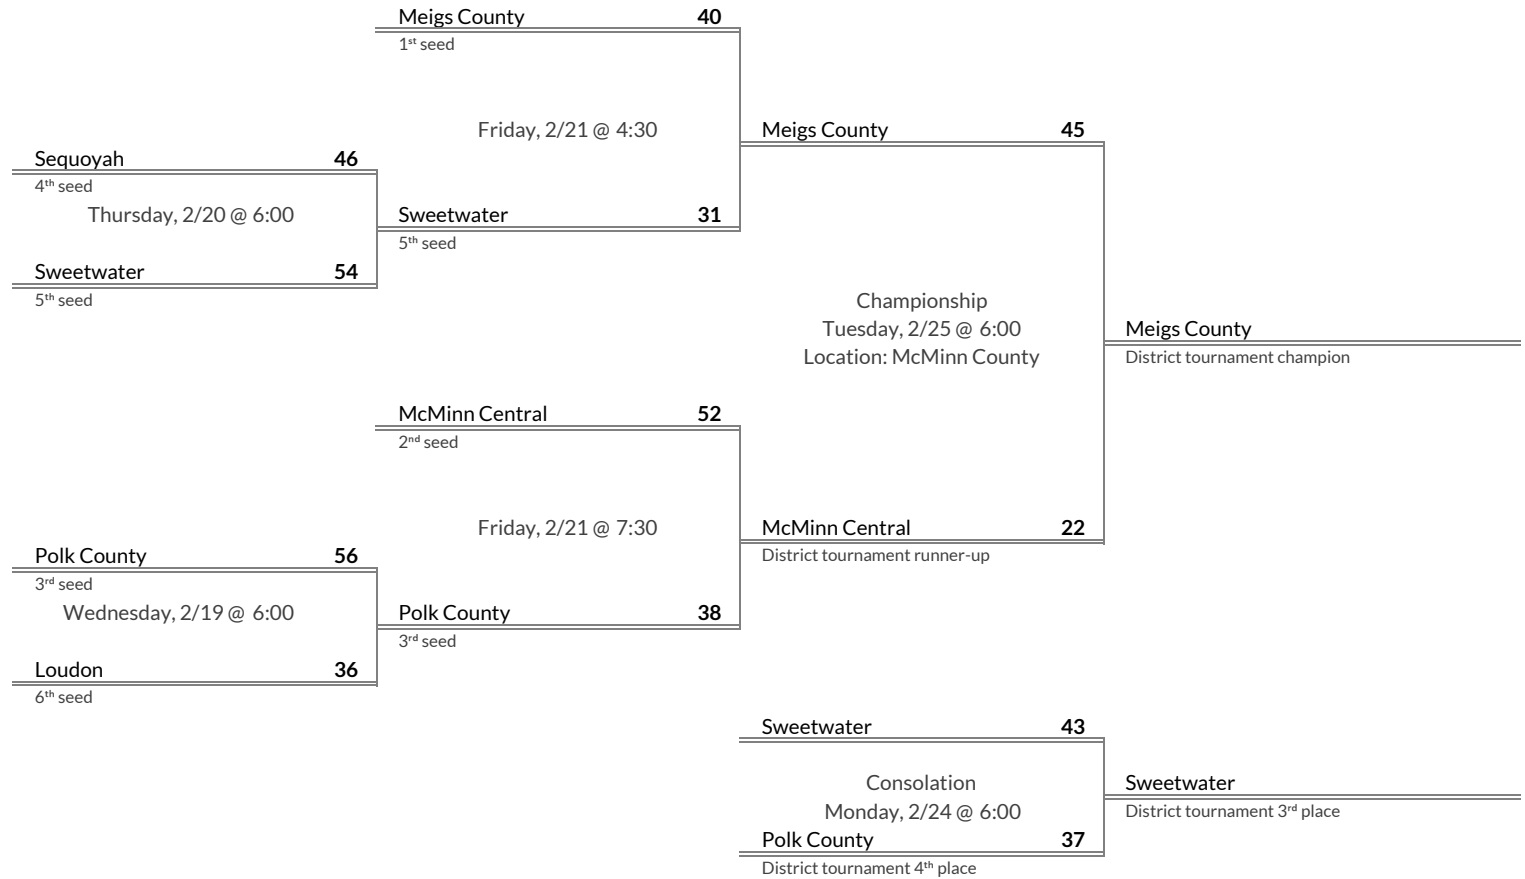 Meigs County 40
1st seed
Friday, 2/21 @ 4:30
Meigs County 45
Sequoyah 46
4th seed
Thursday, 2/20 @ 6:00
Sweetwater 31
5th seed
Sweetwater 54
5th seed
Championship
Tuesday, 2/25 @ 6:00
Location: McMinn County
Meigs County
District tournament champion
McMinn Central 52
2nd seed
Friday, 2/21 @ 7:30
McMinn Central 22
District tournament runner-up
Polk County 56
3rd seed
Wednesday, 2/19 @ 6:00
Polk County 38
3rd seed
Loudon 36
6th seed
Sweetwater 43
Consolation
Monday, 2/24 @ 6:00
Sweetwater
District tournament 3rd place
Polk County 37
District tournament 4th place